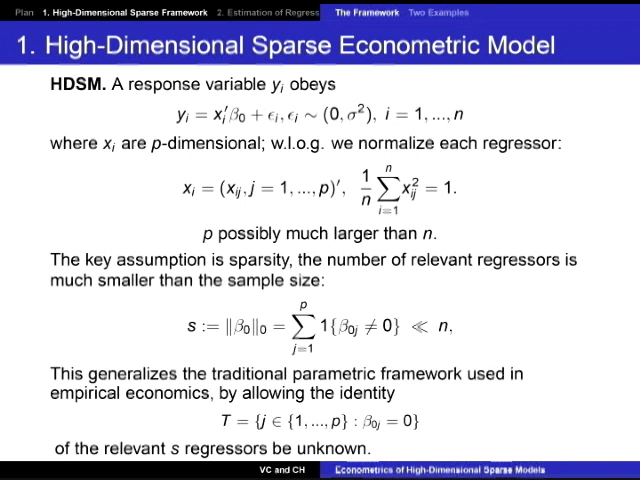 Plan 1. High-Dimensional Sparse Framework 2. Estimation of Regress The Framework Two Examples
1. High-Dimensional Sparse Econometric Model
HDSM. A response variable yᵢ obeys
yᵢ = xᵢ′β₀ + ϵᵢ, ϵᵢ ∼ (0, σ²), i = 1, ..., n
where xᵢ are p-dimensional; w.l.o.g. we normalize each regressor:
xᵢ = (xᵢⱼ, j = 1, ..., p)′, 1/n ∑ᵢ₌₁ⁿ xᵢⱼ² = 1.
p possibly much larger than n.
The key assumption is sparsity, the number of relevant regressors is
much smaller than the sample size:
s := ‖β₀‖₀ = ∑ⱼ₌₁ᵖ 1{β₀ⱼ ≠ 0} ≪ n,
This generalizes the traditional parametric framework used in
empirical economics, by allowing the identity
T = {j ∈ {1, ..., p} : β₀ⱼ = 0}
of the relevant s regressors be unknown.
VC and CH Econometrics of High-Dimensional Sparse Models